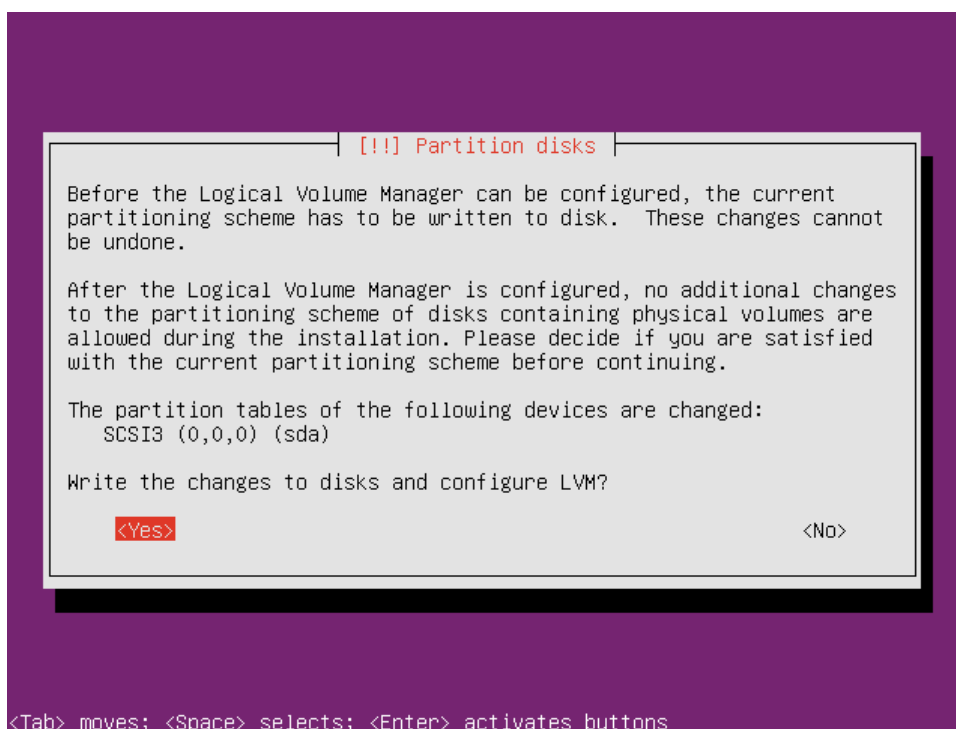 [!!] Partition disks
Before the Logical Volume Manager can be configured, the current
partitioning scheme has to be written to disk.  These changes cannot
be undone.
After the Logical Volume Manager is configured, no additional changes
to the partitioning scheme of disks containing physical volumes are
allowed during the installation. Please decide if you are satisfied
with the current partitioning scheme before continuing.
The partition tables of the following devices are changed:
SCSI3 (0,0,0) (sda)
Write the changes to disks and configure LVM?
<Yes> <No>
<Tab> moves; <Space> selects; <Enter> activates buttons